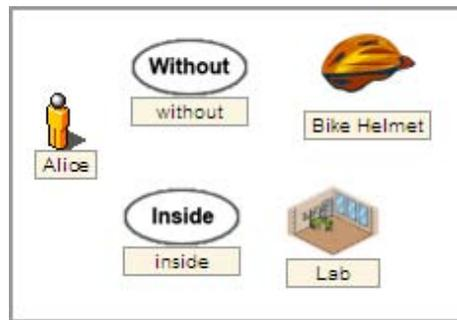 Without
without
Bike Helmet
Alice
Inside
inside
Lab